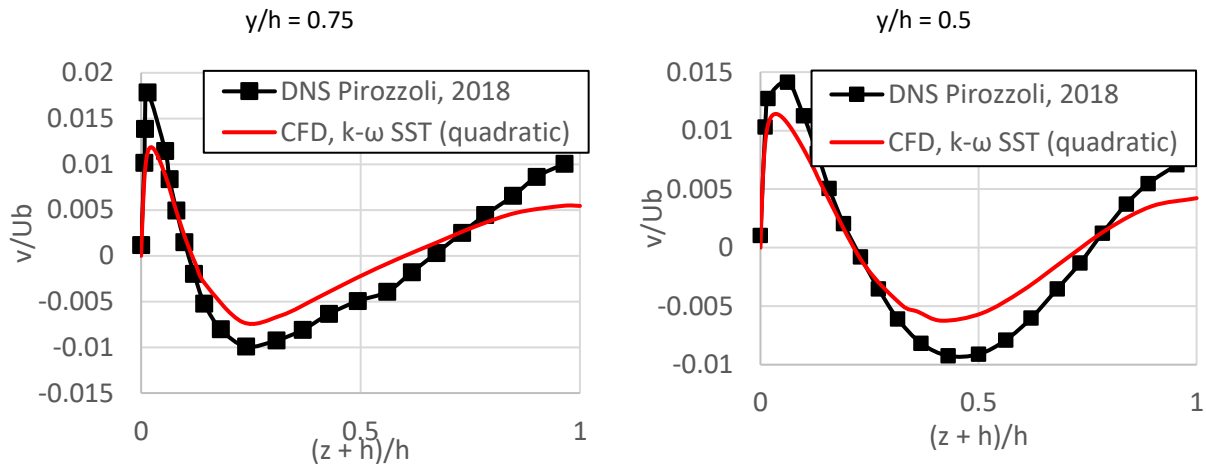 y/h = 0.75
0.02
0.015
0.01
0.005
0
-0.005
-0.01
-0.015
v/Ub
DNS Pirozzoli, 2018
CFD, k-ω SST (quadratic)
0
0.5
1
(z + h)/h
y/h = 0.5
0.015
0.01
0.005
0
-0.005
-0.01
v/Ub
DNS Pirozzoli, 2018
CFD, k-ω SST (quadratic)
0
0.5
1
(z + h)/h